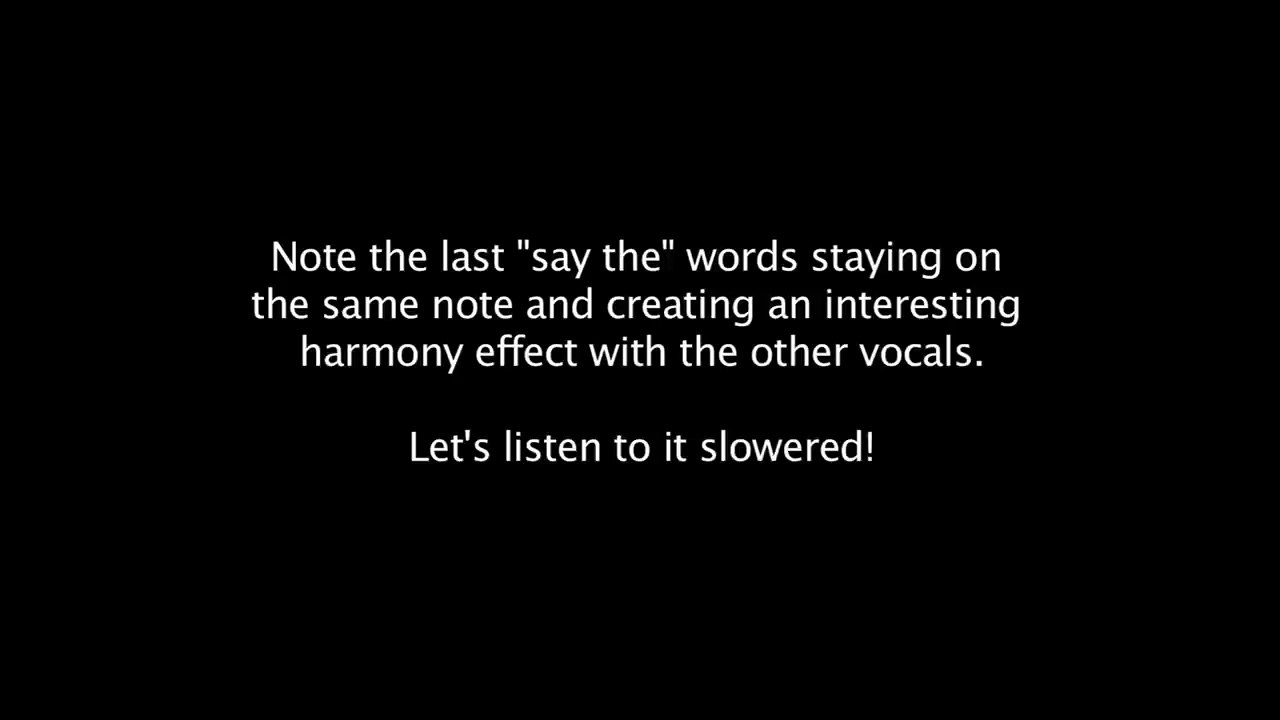 Note the last "say the" words staying on
the same note and creating an interesting
harmony effect with the other vocals.
Let's listen to it slowered!